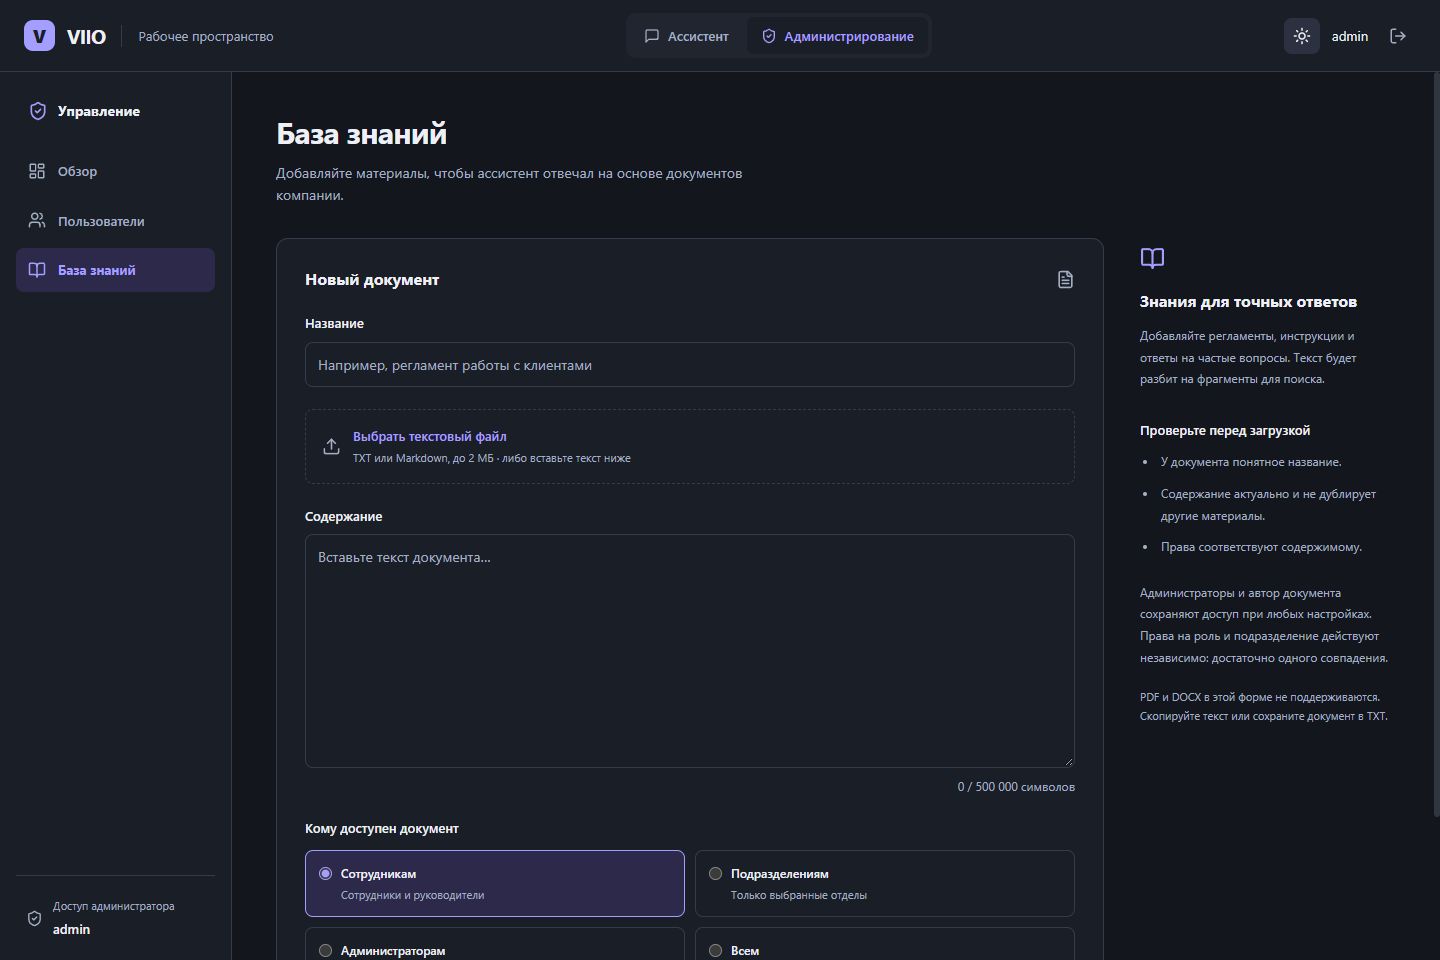 V VIIO Рабочее пространство
Ассистент
Администрирование
admin
Управление
Обзор
Пользователи
База знаний
Доступ администратора
admin
База знаний
Добавляйте материалы, чтобы ассистент отвечал на основе документов
компании.
Новый документ
Название
Например, регламент работы с клиентами
Выбрать текстовый файл
TXT или Markdown, до 2 МБ · либо вставьте текст ниже
Содержание
Вставьте текст документа...
0 / 500 000 символов
Кому доступен документ
Сотрудникам
Сотрудники и руководители
Подразделениям
Только выбранные отделы
Администраторам
Всем
Знания для точных ответов
Добавляйте регламенты, инструкции и
ответы на частые вопросы. Текст будет
разбит на фрагменты для поиска.
Проверьте перед загрузкой
• У документа понятное название.
• Содержание актуально и не дублирует
другие материалы.
• Права соответствуют содержимому.
Администраторы и автор документа
сохраняют доступ при любых настройках.
Права на роль и подразделение действуют
независимо: достаточно одного совпадения.
PDF и DOCX в этой форме не поддерживаются.
Скопируйте текст или сохраните документ в TXT.